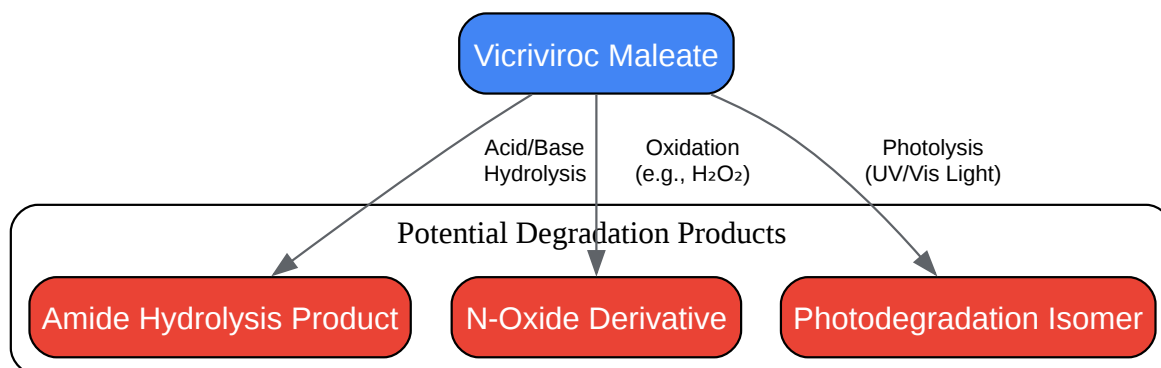 Vicriviroc Maleate
Acid/Base
Hydrolysis
Oxidation
(e.g., H₂O₂)
Photolysis
(UV/Vis Light)
Potential Degradation Products
Amide Hydrolysis Product
N-Oxide Derivative
Photodegradation Isomer